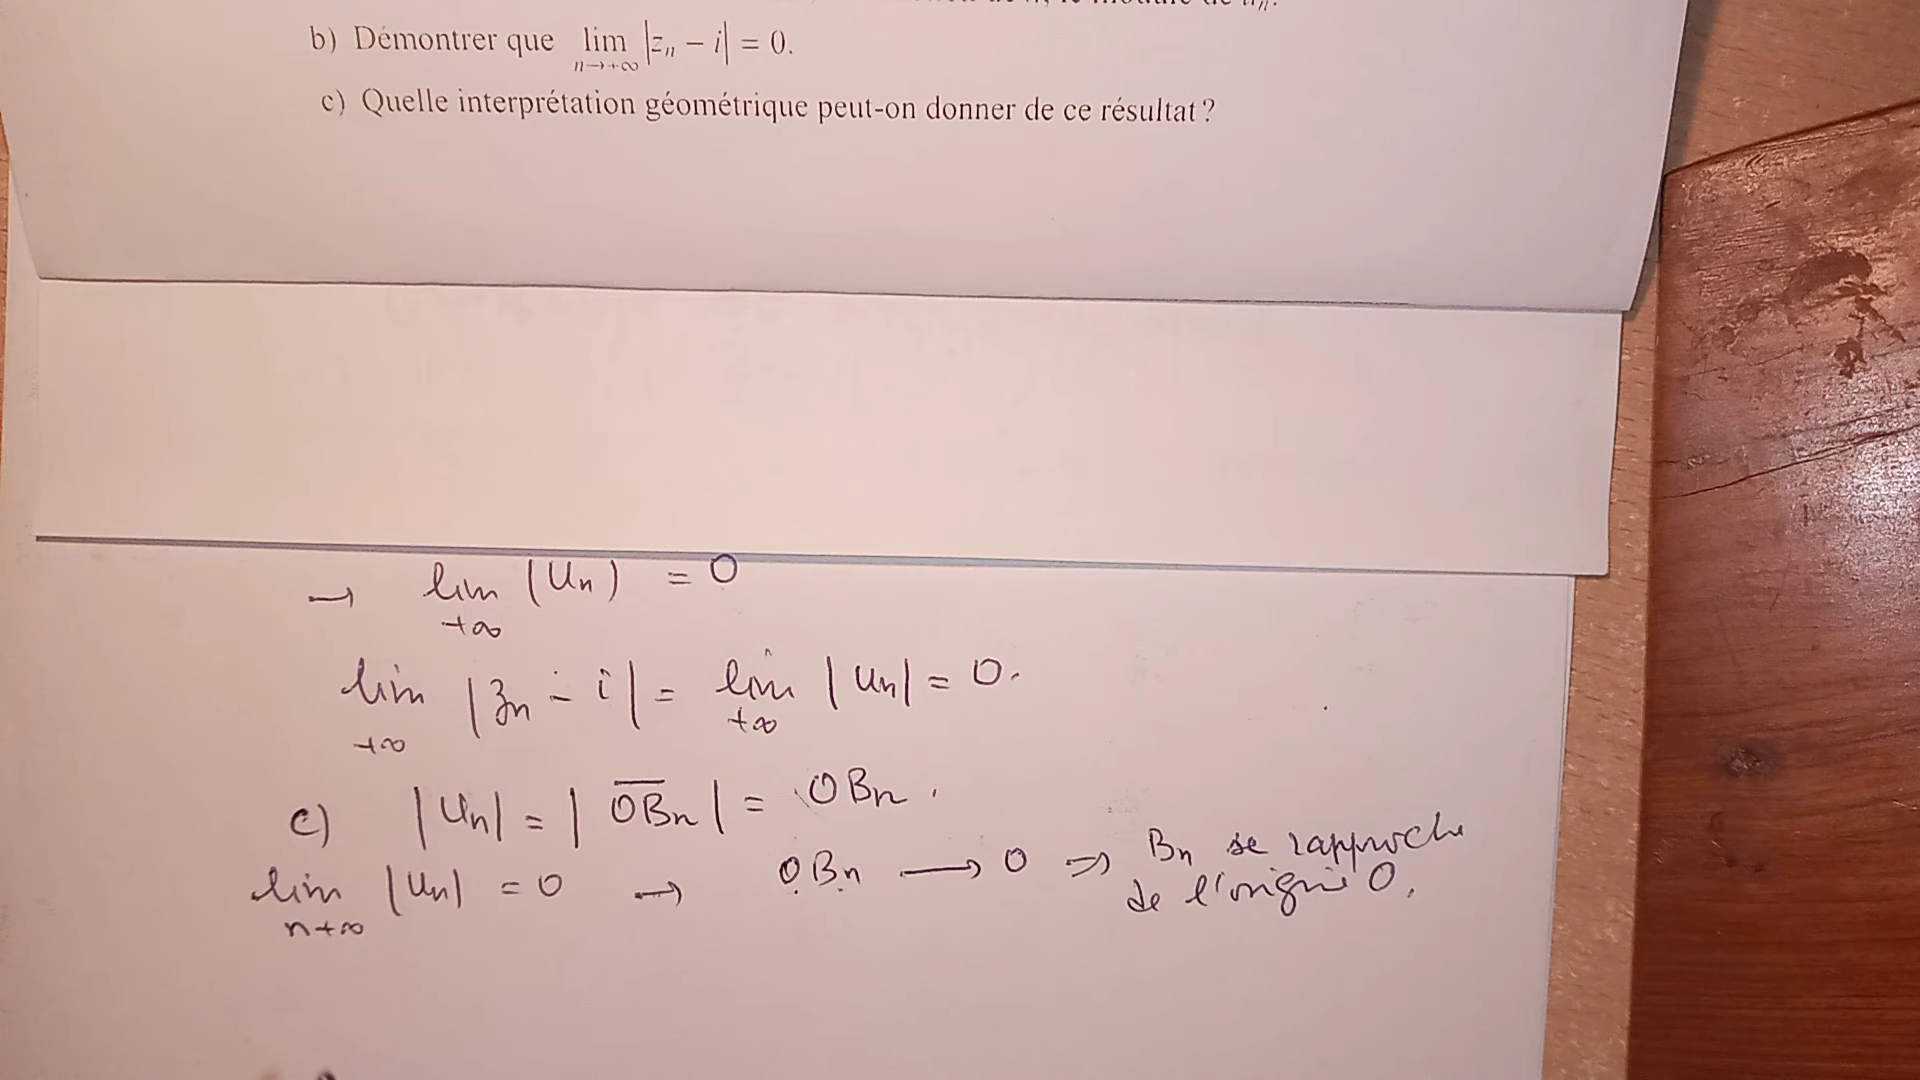 b) Démontrer que lim |zₙ − i| = 0.
n→+∞
c) Quelle interprétation géométrique peut-on donner de ce résultat ?
→ lim (Uₙ) = 0
+∞
lim |zₙ − i| = lim |Uₙ| = 0.
+∞ +∞
c) |Uₙ| = |OBₙ| = OBₙ.
lim |Uₙ| = 0 → OBₙ → 0 ⇒ Bₙ se rapproche
n+∞ de l'origine O.